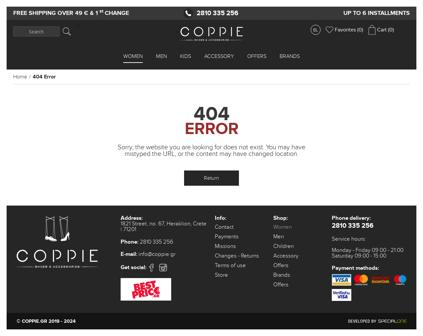 FREE SHIPPING OVER 49 € & 1st CHANGE
2810 335 256
UP TO 6 INSTALLMENTS
Search
COPPIE
SHOES & ACCESSORIES
EL
Favorites (0)
Cart (0)
WOMEN MEN KIDS ACCESSORY OFFERS BRANDS
Home / 404 Error
404
ERROR
Sorry, the website you are looking for does not exist. You may have
mistyped the URL, or the content may have changed location
Return
COPPIE
SHOES & ACCESSORIES
Address:
1821 Street, no. 67, Heraklion, Crete
| 71201
Phone: 2810 335 256
E-mail: info@coppie.gr
Get social:
BEST
PRICE
Info:
Contact
Payments
Movements
Changes - Returns
Terms of use
Store
Shop:
Women
Men
Children
Accessory
Offers
Brands
Offers
Phone delivery:
2810 335 256
Service hours:
Monday - Friday 09:00 - 21:00
Saturday 09:00 - 15:00
Payment methods:
VISA
Verified by
VISA
© COPPIE.GR 2019 - 2024
DEVELOPED BY SPECIALONE